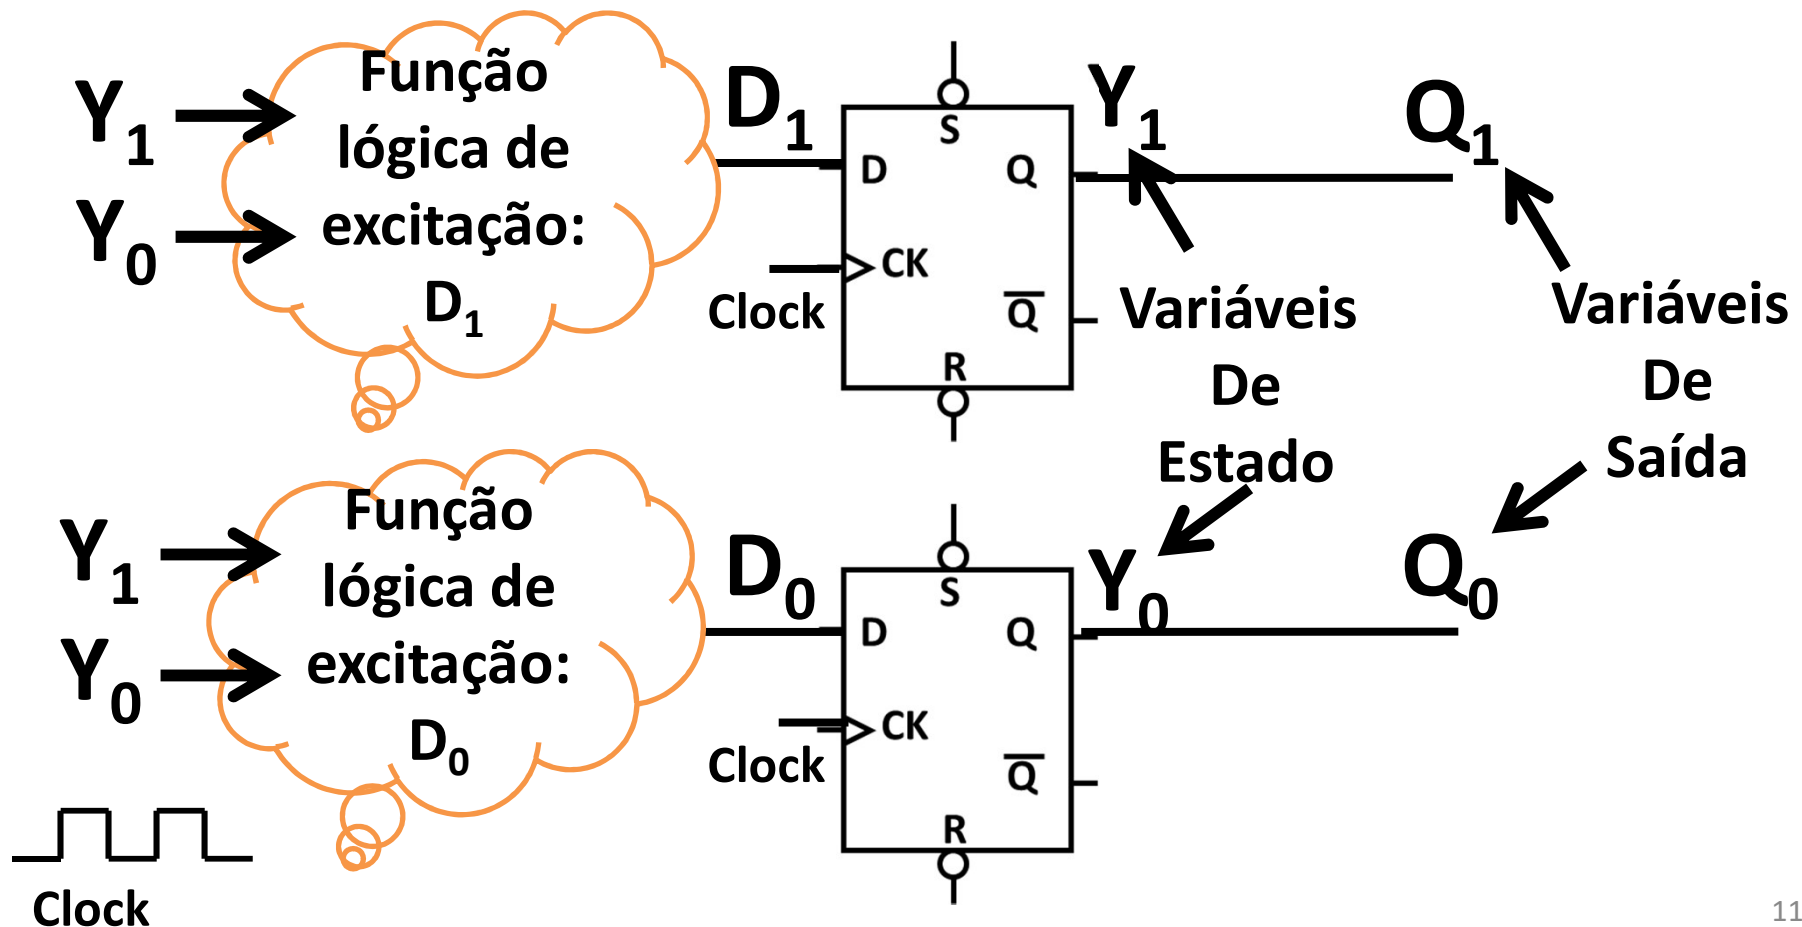 Y1
Y0
Função
lógica de
excitação:
D1
D1
S
D
Q
CK
Q̅
R
Clock
Y1
Q1
Variáveis
De
Estado
Variáveis
De
Saída
Y1
Y0
Função
lógica de
excitação:
D0
D0
S
D
Q
CK
Q̅
R
Clock
Y0
Q0
Clock
11